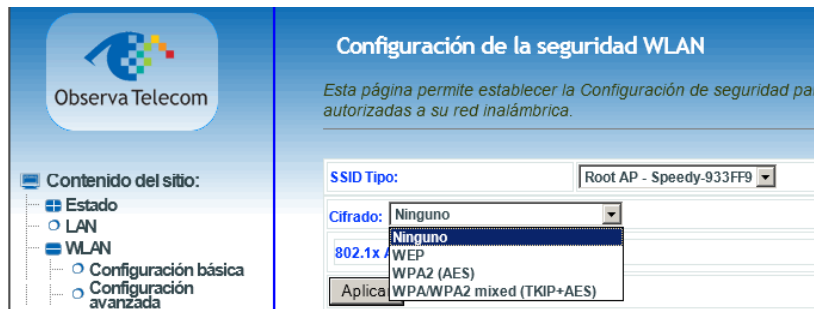 Observa Telecom
Contenido del sitio:
Estado
LAN
WLAN
Configuración básica
Configuración
avanzada
Configuración de la seguridad WLAN
Esta página permite establecer la Configuración de seguridad
autorizadas a su red inalámbrica.
SSID Tipo:
Root AP - Speedy-933FF9
Cifrado: Ninguno
Ninguno
WEP
WPA2 (AES)
WPA/WPA2 mixed (TKIP+AES)
802.1x
Aplica